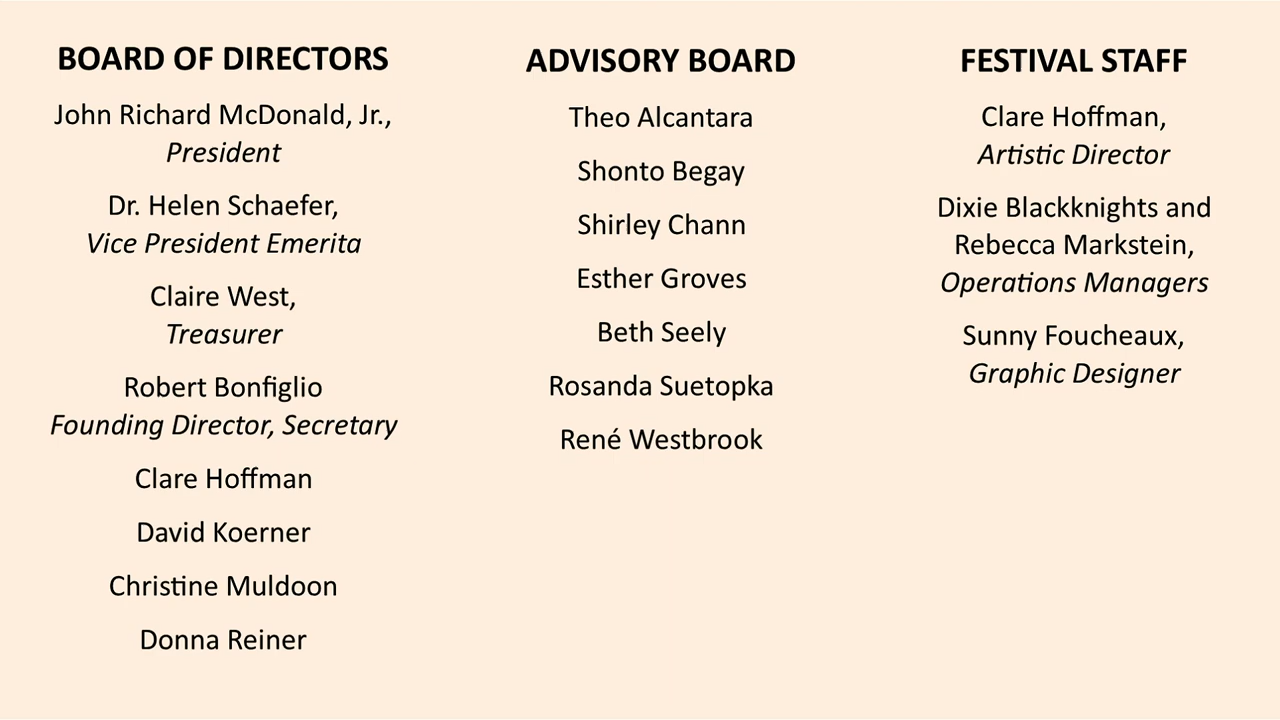 BOARD OF DIRECTORS
John Richard McDonald, Jr.,
President
Dr. Helen Schaefer,
Vice President Emerita
Claire West,
Treasurer
Robert Bonfiglio
Founding Director, Secretary
Clare Hoffman
David Koerner
Christine Muldoon
Donna Reiner
ADVISORY BOARD
Theo Alcantara
Shonto Begay
Shirley Chann
Esther Groves
Beth Seely
Rosanda Suetopka
René Westbrook
FESTIVAL STAFF
Clare Hoffman,
Artistic Director
Dixie Blackknights and
Rebecca Markstein,
Operations Managers
Sunny Foucheaux,
Graphic Designer